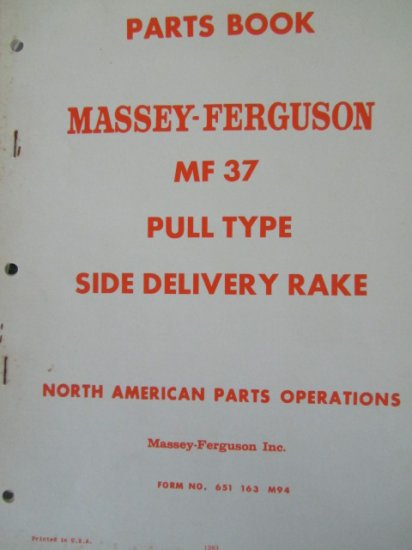 PARTS BOOK
MASSEY-FERGUSON
MF 37
PULL TYPE
SIDE DELIVERY RAKE
NORTH AMERICAN PARTS OPERATIONS
Massey-Ferguson Inc.
FORM NO. 651 163 M94
Printed in U.S.A.